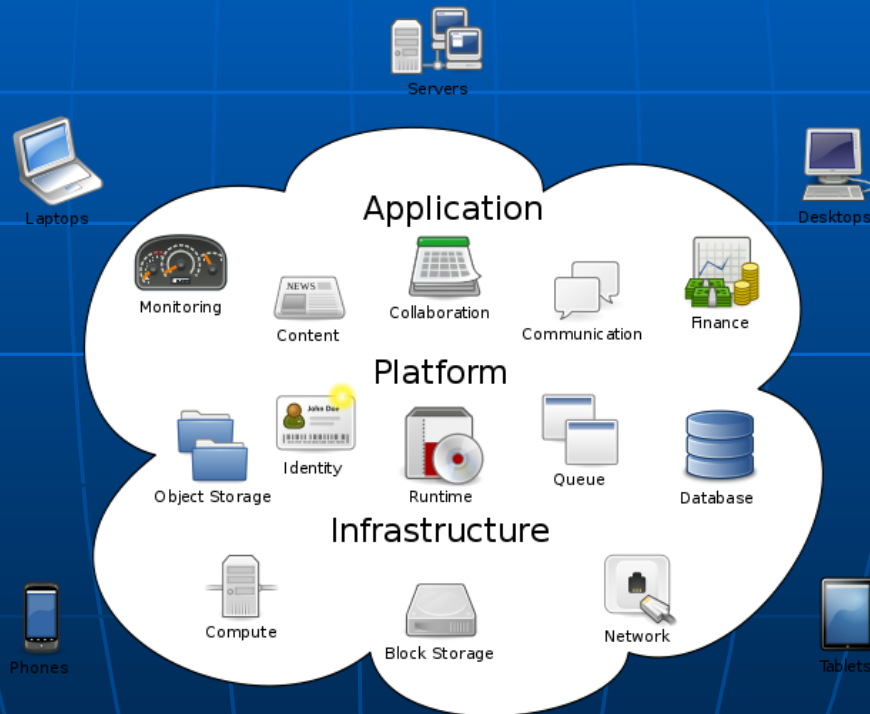 Servers
Laptops
Desktops
Application
Monitoring
NEWS
Content
Collaboration
Communication
Finance
Platform
Object Storage
John Doe
Identity
Runtime
Queue
Database
Infrastructure
Compute
Block Storage
Network
Phones
Tablets